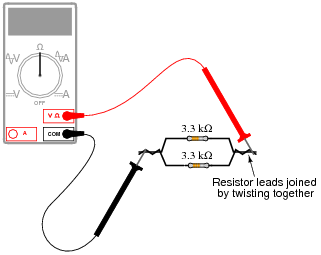 Ω
V
A
V
A
OFF
V Ω
A
COM
3.3 kΩ
3.3 kΩ
Resistor leads joined
by twisting together